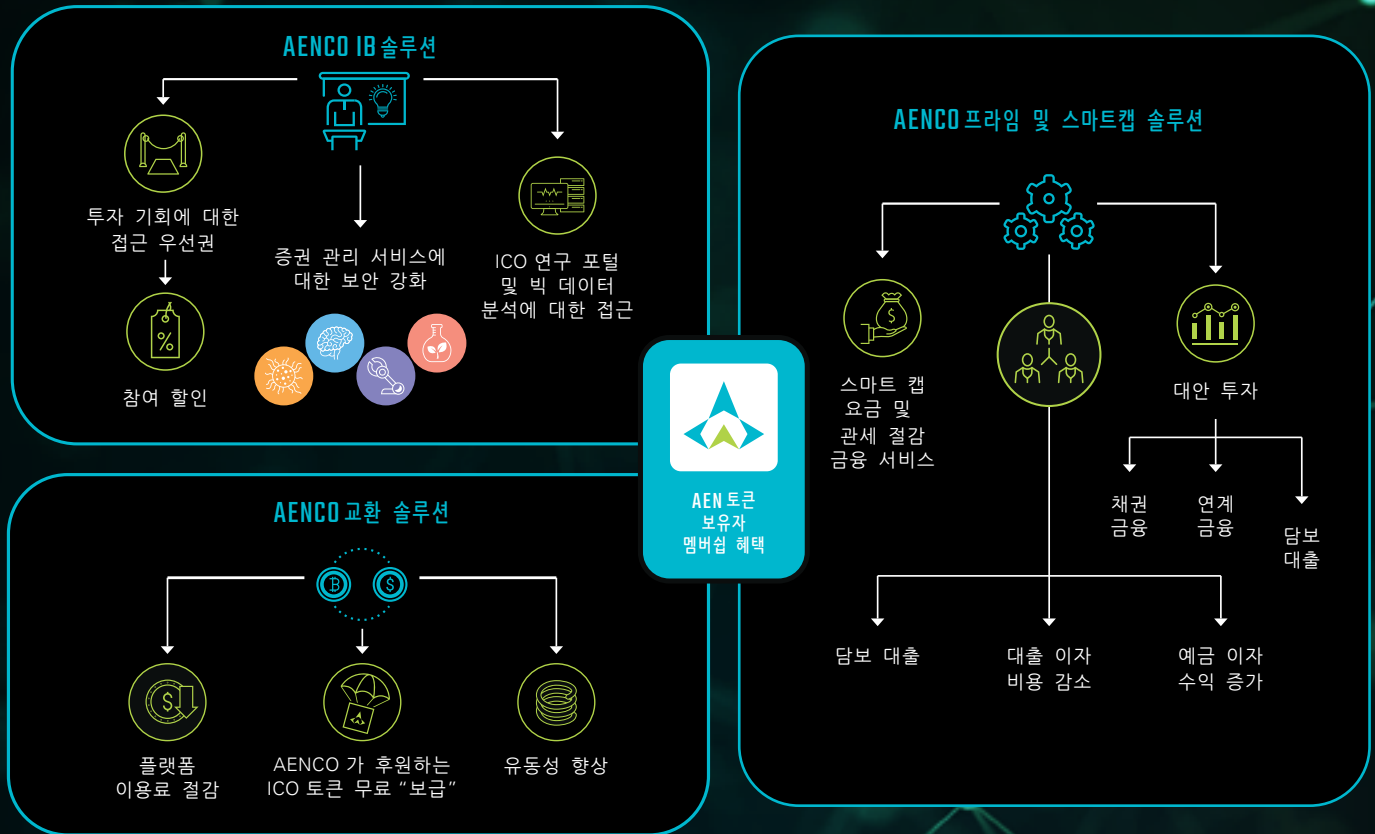 AENCO IB 솔루션
투자 기회에 대한
접근 우선권
참여 할인
증권 관리 서비스에
대한 보안 강화
ICO 연구 포털
및 빅 데이터
분석에 대한 접근
AENCO 교환 솔루션
플랫폼
이용료 절감
AENCO 가 후원하는
ICO 토큰 무료 “보급”
유동성 향상
AEN 토큰
보유자
멤버쉽 혜택
AENCO 프라임 및 스마트캡 솔루션
스마트 캡
요금 및
관세 절감
금융 서비스
대안 투자
채권
금융
연계
금융
담보
대출
담보 대출
대출 이자
비용 감소
예금 이자
수익 증가